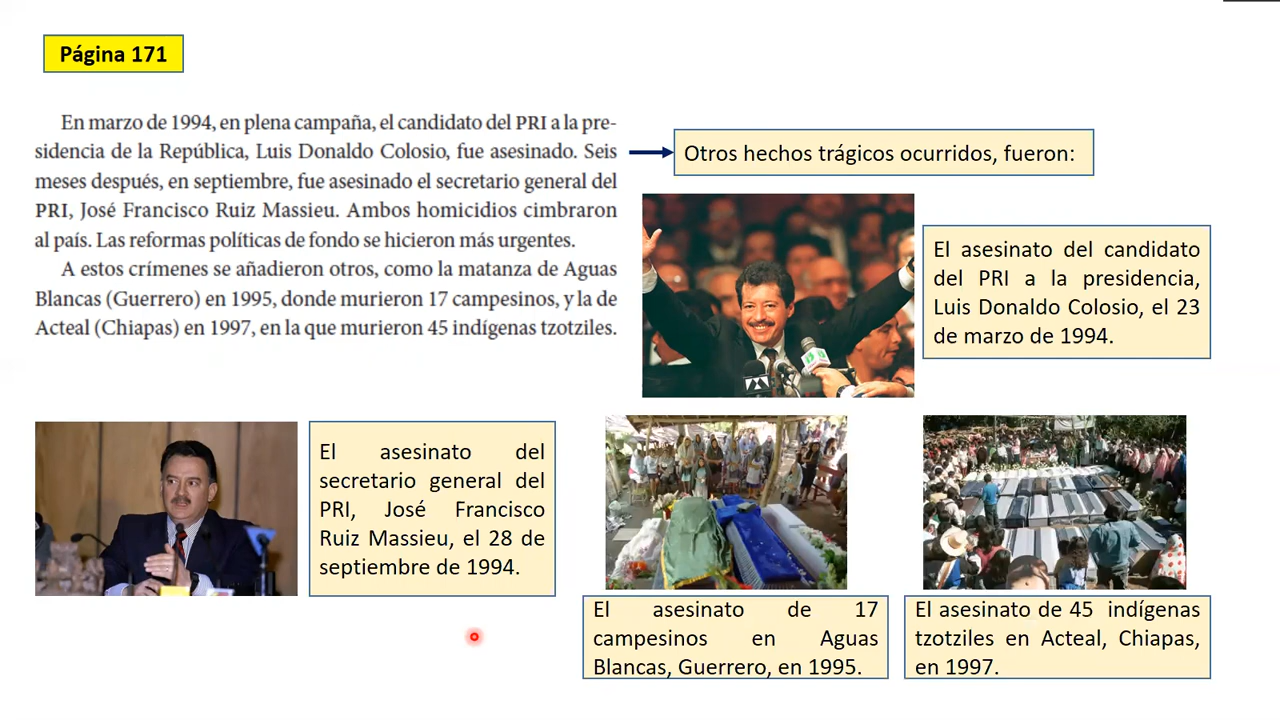 Página 171
En marzo de 1994, en plena campaña, el candidato del PRI a la pre-
sidencia de la República, Luis Donaldo Colosio, fue asesinado. Seis
meses después, en septiembre, fue asesinado el secretario general del
PRI, José Francisco Ruiz Massieu. Ambos homicidios cimbraron
al país. Las reformas políticas de fondo se hicieron más urgentes.
A estos crímenes se añadieron otros, como la matanza de Aguas
Blancas (Guerrero) en 1995, donde murieron 17 campesinos, y la de
Acteal (Chiapas) en 1997, en la que murieron 45 indígenas tzotziles.
Otros hechos trágicos ocurridos, fueron:
El asesinato del candidato
del PRI a la presidencia,
Luis Donaldo Colosio, el 23
de marzo de 1994.
El asesinato del
secretario general del
PRI, José Francisco
Ruiz Massieu, el 28 de
septiembre de 1994.
El asesinato de 17
campesinos en Aguas
Blancas, Guerrero, en 1995.
El asesinato de 45 indígenas
tzotziles en Acteal, Chiapas,
en 1997.